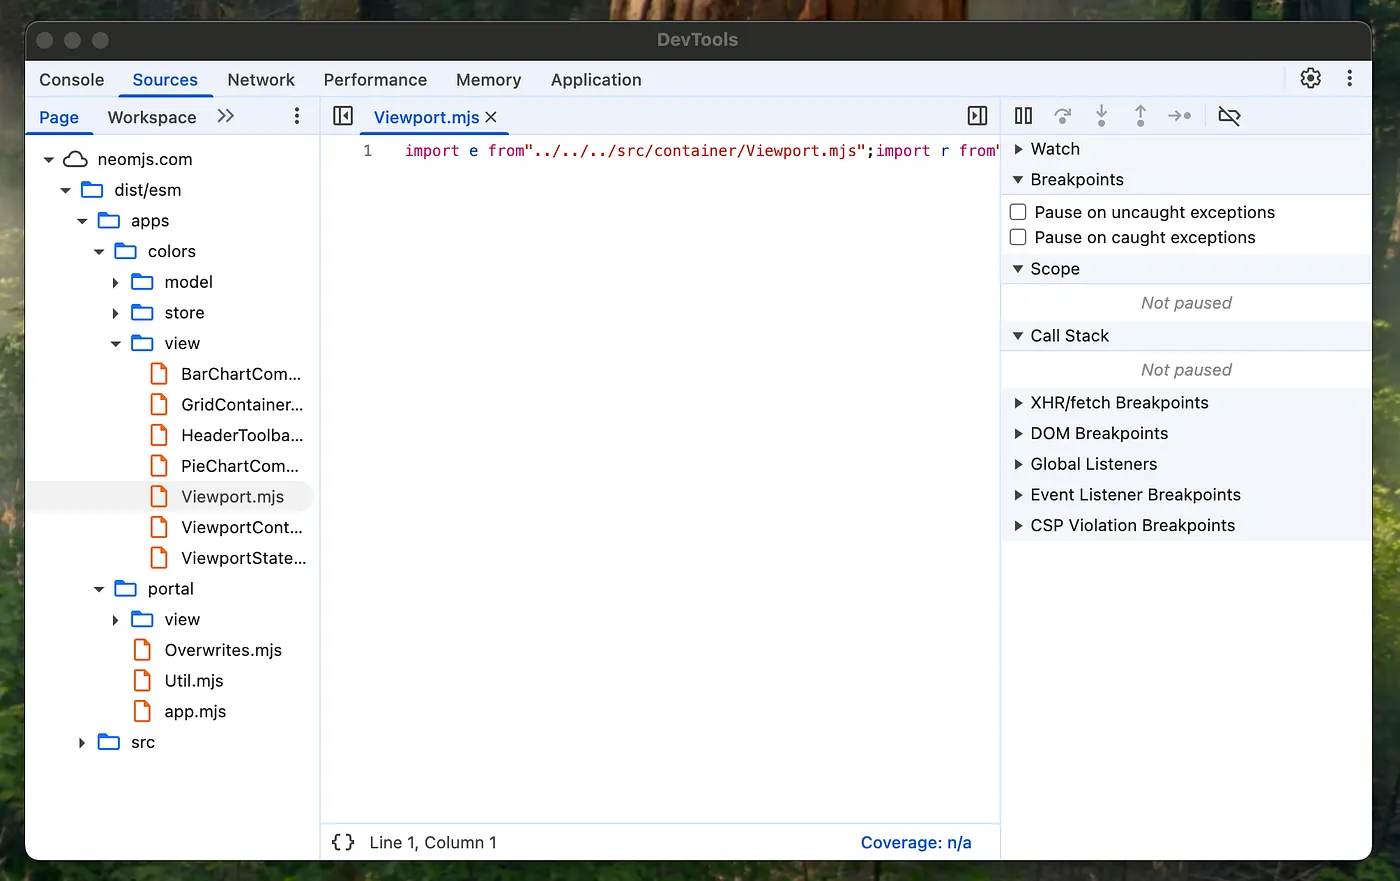 DevTools
Console Sources Network Performance Memory Application
Page Workspace
Viewport.mjs
neomjs.com
dist/esm
apps
colors
model
store
view
BarChartCom...
GridContainer...
HeaderToolba...
PieChartCom...
Viewport.mjs
ViewportCont...
ViewportState...
portal
view
Overwrites.mjs
Util.mjs
app.mjs
src
1 import e from"../../../src/container/Viewport.mjs";import r from"
{} Line 1, Column 1 Coverage: n/a
Watch
Breakpoints
Pause on uncaught exceptions
Pause on caught exceptions
Scope
Not paused
Call Stack
Not paused
XHR/fetch Breakpoints
DOM Breakpoints
Global Listeners
Event Listener Breakpoints
CSP Violation Breakpoints